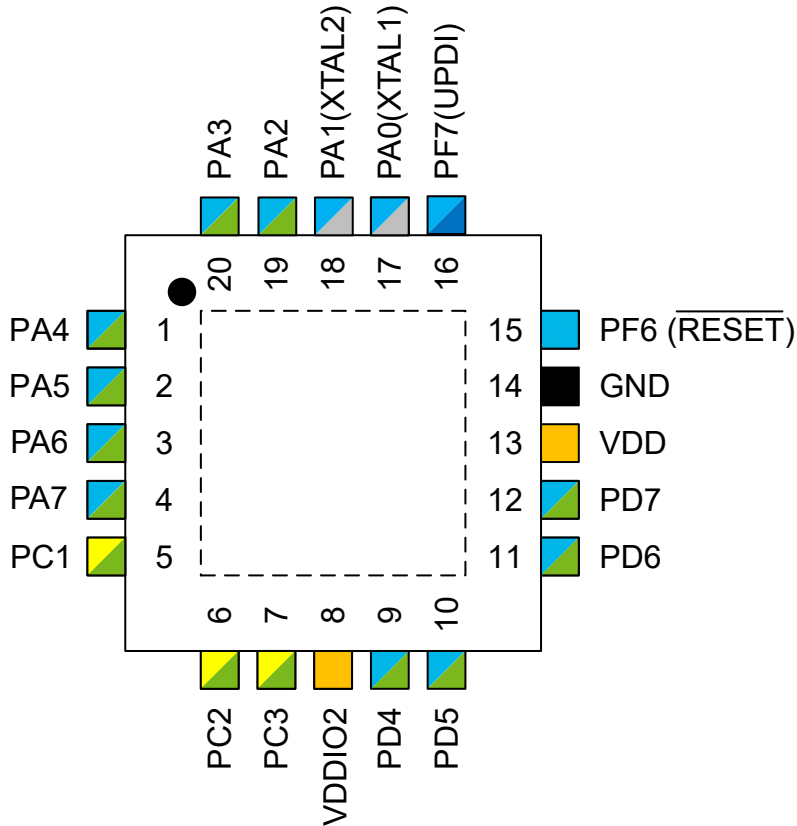 PA3
PA2
PA1(XTAL2)
PA0(XTAL1)
PF7(UPDI)
20
19
18
17
16
PA4
1
15
PF6 (RESET)
PA5
2
14
GND
PA6
3
13
VDD
PA7
4
12
PD7
PC1
5
11
PD6
6
7
8
9
10
PC2
PC3
VDDIO2
PD4
PD5